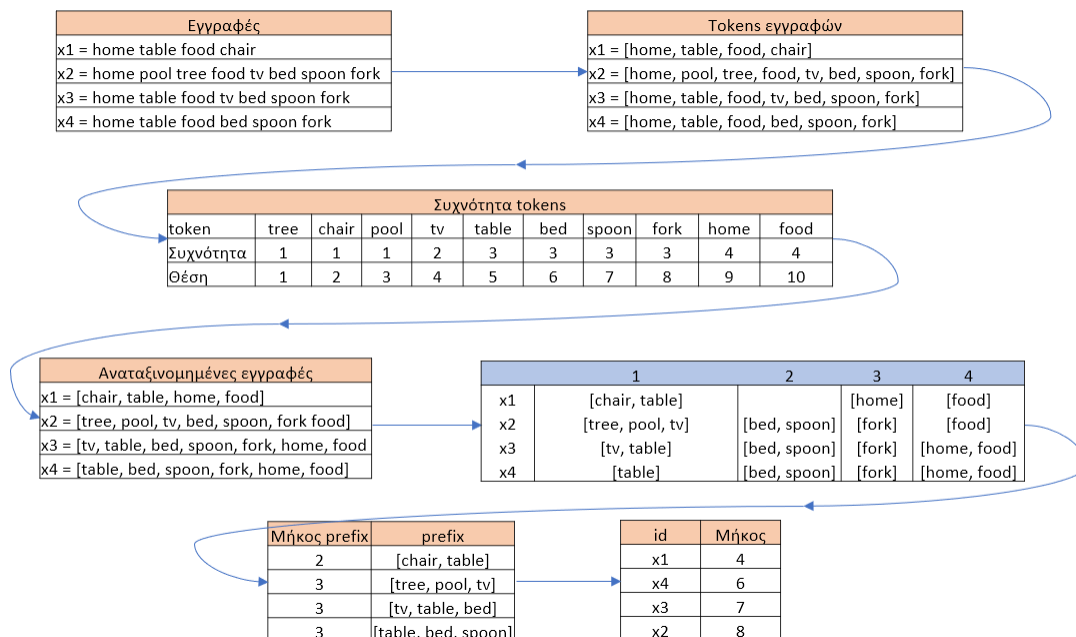 Εγγραφές
x1 = home table food chair
x2 = home pool tree food tv bed spoon fork
x3 = home table food tv bed spoon fork
x4 = home table food bed spoon fork
Tokens εγγραφών
x1 = [home, table, food, chair]
x2 = [home, pool, tree, food, tv, bed, spoon, fork]
x3 = [home, table, food, tv, bed, spoon, fork]
x4 = [home, table, food, bed, spoon, fork]
Συχνότητα tokens
token tree chair pool tv table bed spoon fork home food
Συχνότητα 1 1 1 2 3 3 3 3 4 4
Θέση 1 2 3 4 5 6 7 8 9 10
Αναταξινομημένες εγγραφές
x1 = [chair, table, home, food]
x2 = [tree, pool, tv, bed, spoon, fork food]
x3 = [tv, table, bed, spoon, fork, home, food
x4 = [table, bed, spoon, fork, home, food]
1 2 3 4
x1 [chair, table] [home] [food]
x2 [tree, pool, tv] [bed, spoon] [fork] [food]
x3 [tv, table] [bed, spoon] [fork] [home, food]
x4 [table] [bed, spoon] [fork] [home, food]
Μήκος prefix prefix
2 [chair, table]
3 [tree, pool, tv]
3 [tv, table, bed]
3 [table, bed, spoon]
id Μήκος
x1 4
x4 6
x3 7
x2 8